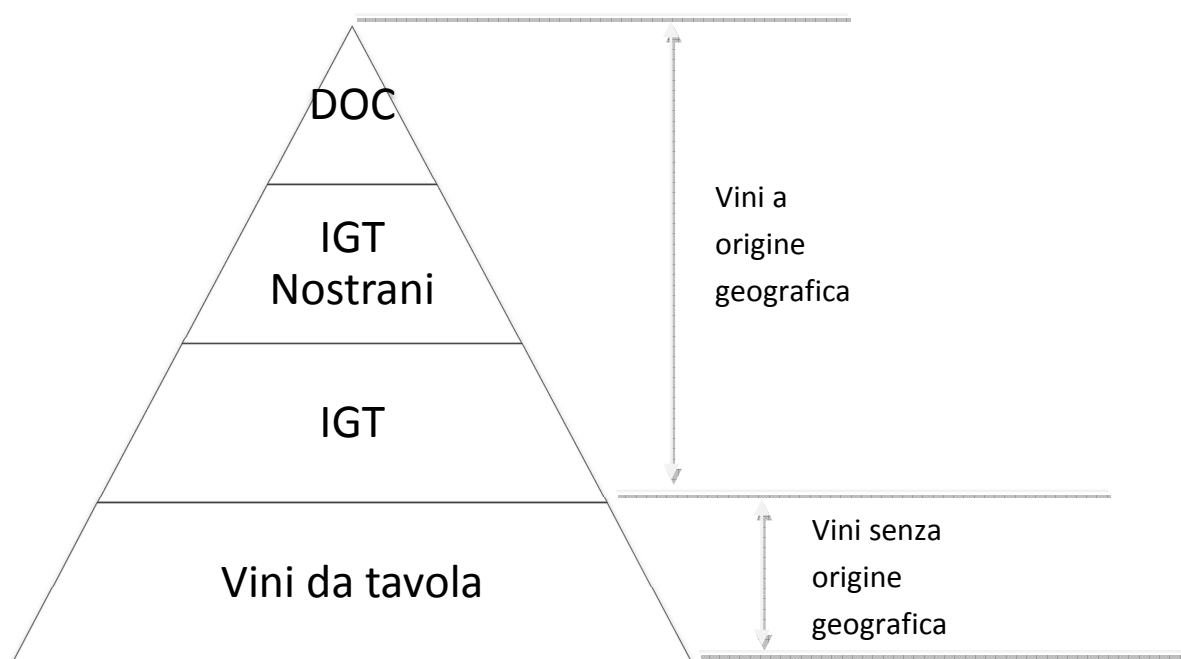 DOC
IGT
Nostrani
IGT
Vini da tavola
Vini a
origine
geografica
Vini senza
origine
geografica